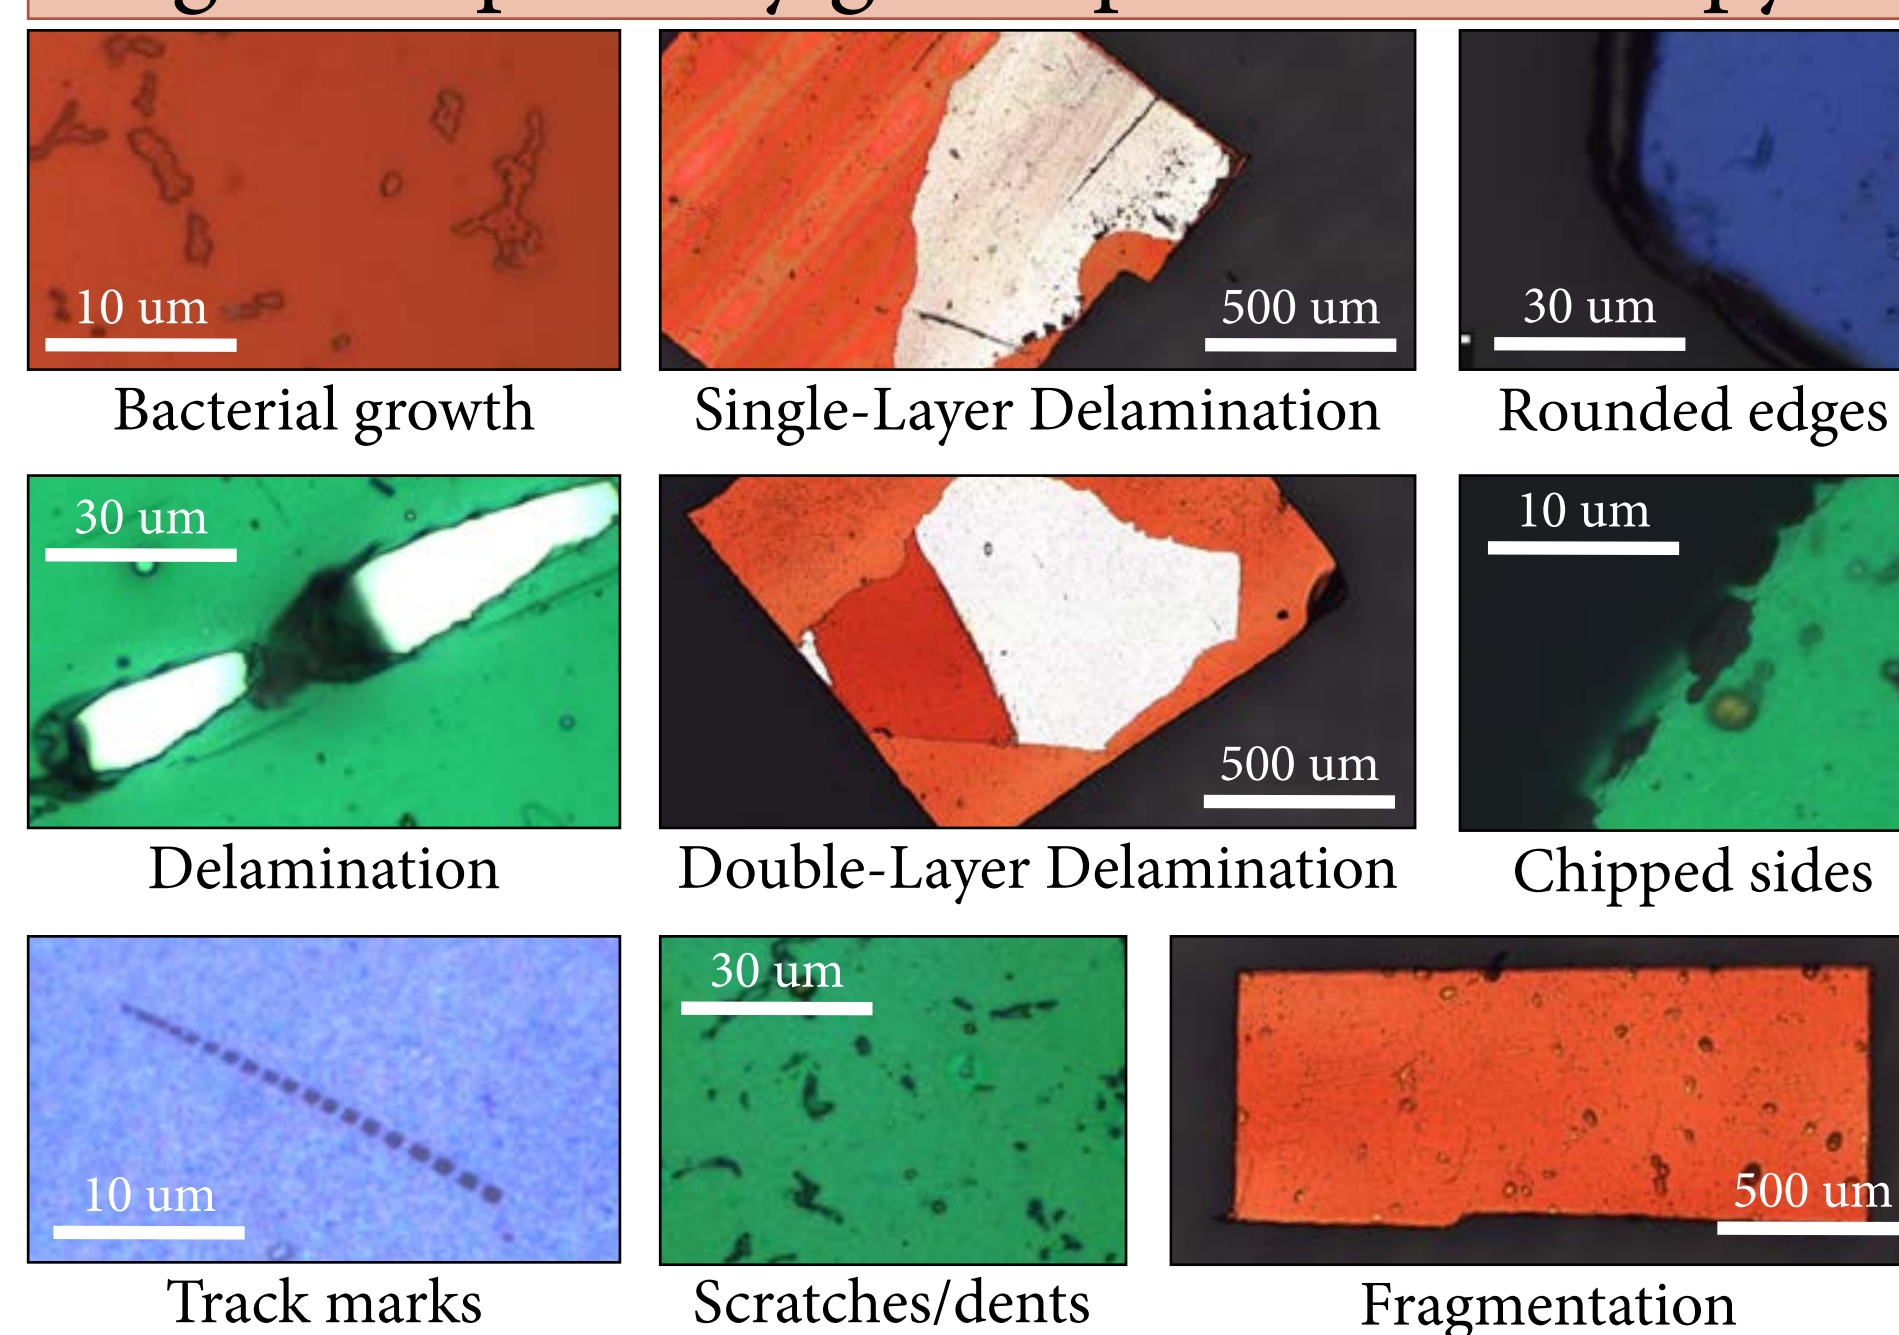 10 um
500 um
30 um
Bacterial growth
Single-Layer Delamination
Rounded edges
30 um
500 um
10 um
Delamination
Double-Layer Delamination
Chipped sides
10 um
30 um
500 um
Track marks
Scratches/dents
Fragmentation